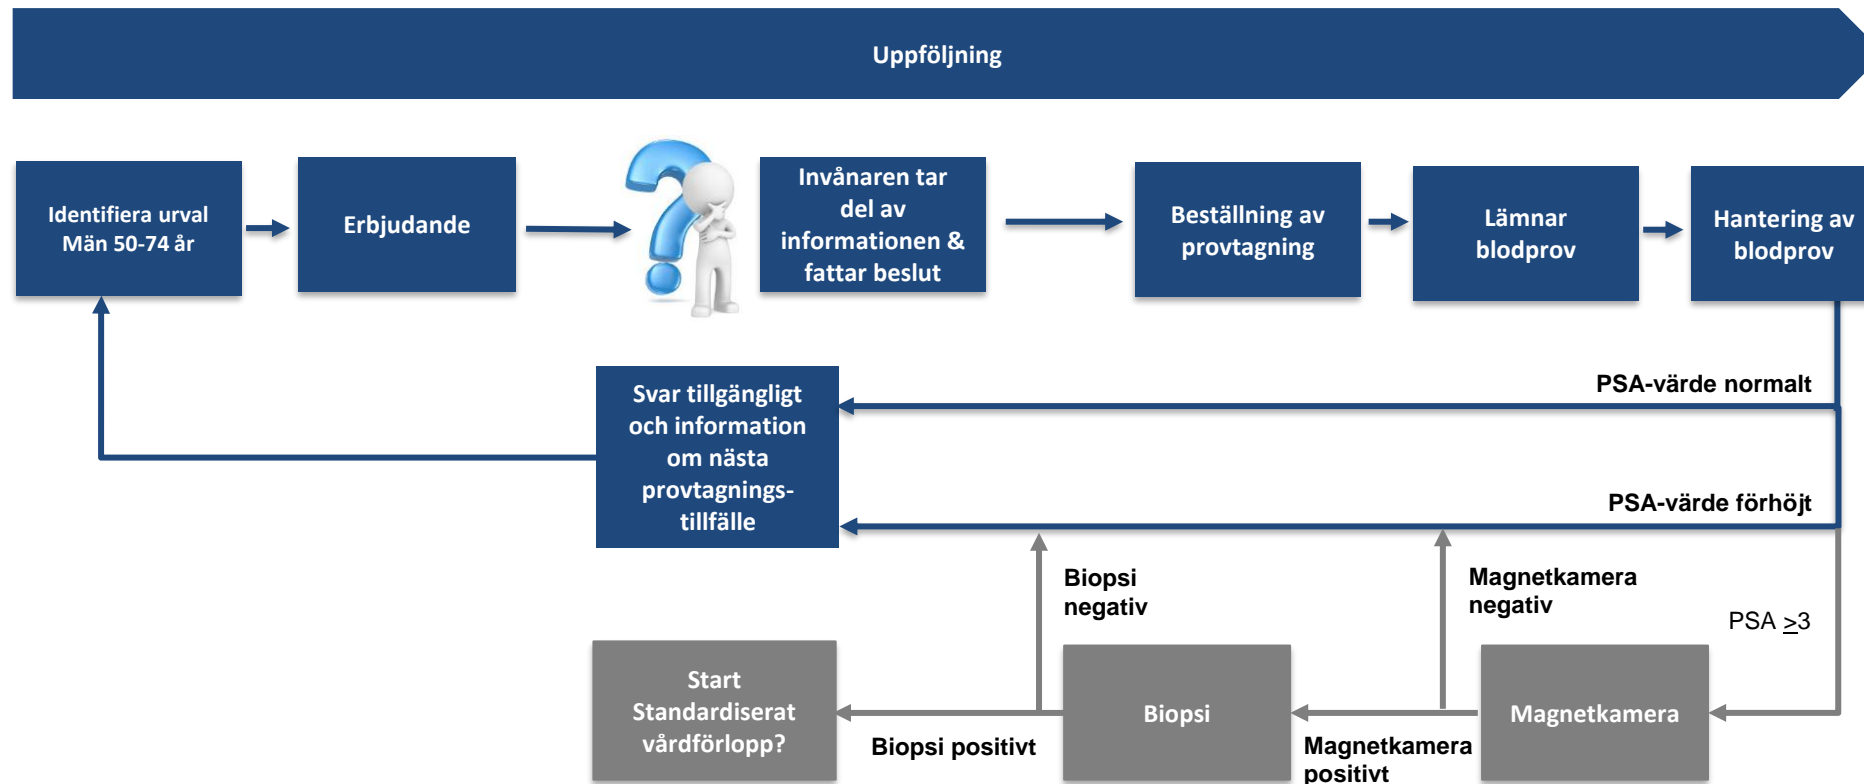 Uppföljning
Identifiera urval
Män 50-74 år
Erbjudande
Invånaren tar
del av
informationen &
fattar beslut
Beställning av
provtagning
Lämnar
blodprov
Hantering av
blodprov
PSA-värde normalt
Svar tillgängligt
och information
om nästa
provtagnings-
tillfälle
PSA-värde förhöjt
Biopsi
negativ
Magnetkamera
negativ
PSA ≥3
Start
Standardiserat
vårdförlopp?
Biopsi positivt
Biopsi
Magnetkamera
positivt
Magnetkamera